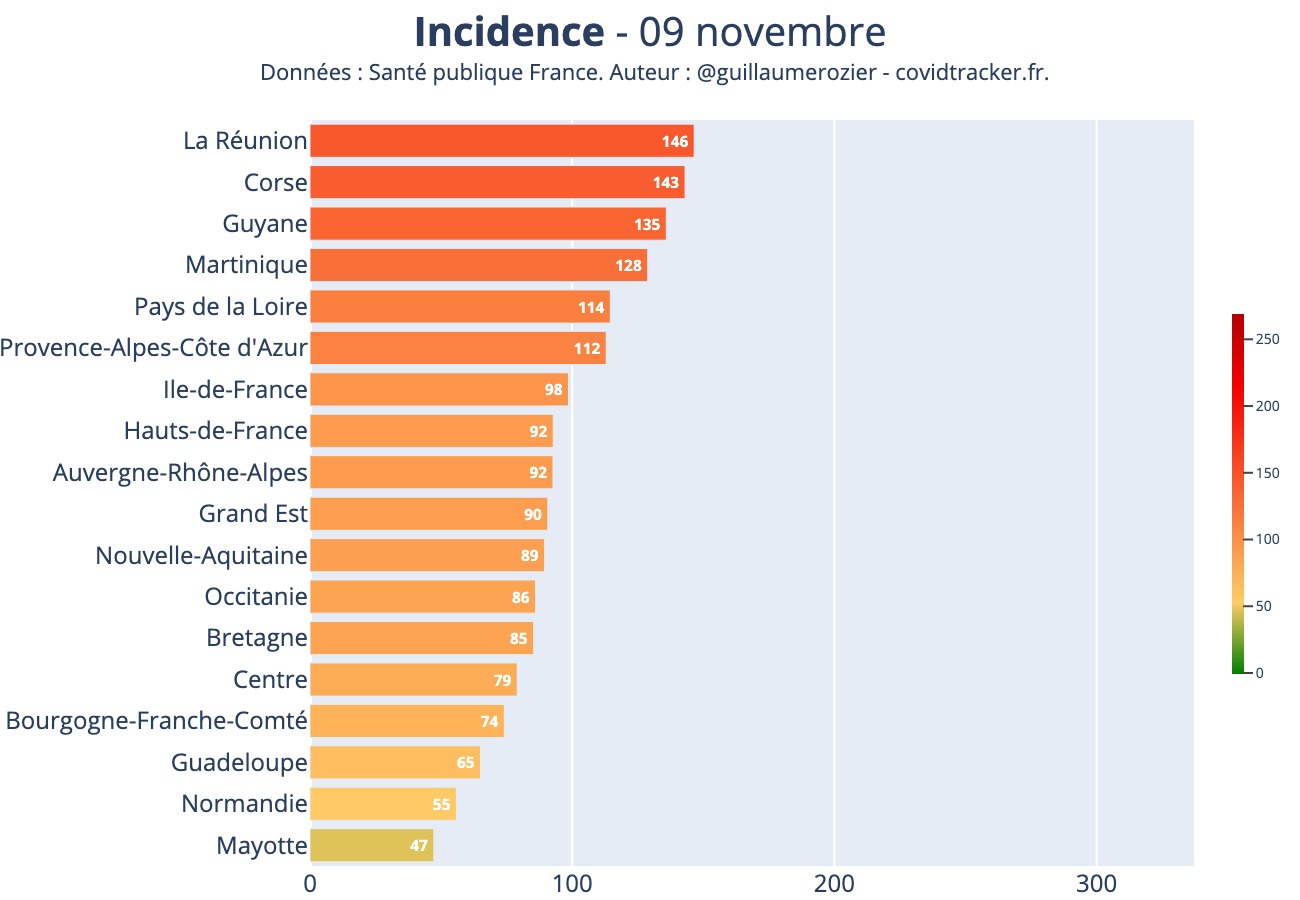 Incidence - 09 novembre
Données : Santé publique France. Auteur : @guillaumerozier - covidtracker.fr.
La Réunion 146
Corse 143
Guyane 135
Martinique 128
Pays de la Loire 114
Provence-Alpes-Côte d'Azur 112
Ile-de-France 98
Hauts-de-France 92
Auvergne-Rhône-Alpes 92
Grand Est 90
Nouvelle-Aquitaine 89
Occitanie 86
Bretagne 85
Centre 79
Bourgogne-Franche-Comté 74
Guadeloupe 65
Normandie 55
Mayotte 47
0 100 200 300
250
200
150
100
50
0